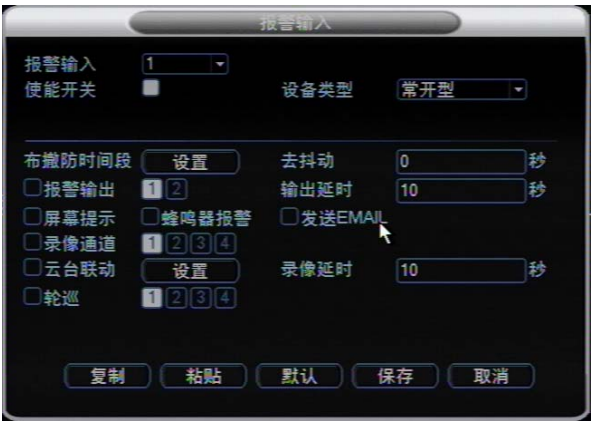 报警输入
报警输入 1
使能开关 设备类型 常开型
布撤防时间段 设置 去抖动 0 秒
报警输出 1 2 输出延时 10 秒
屏幕提示 蜂鸣器报警 发送EMAIL
录像通道 1 2 3 4
云台联动 设置 录像延时 10 秒
轮巡 1 2 3 4
复制 粘贴 默认 保存 取消